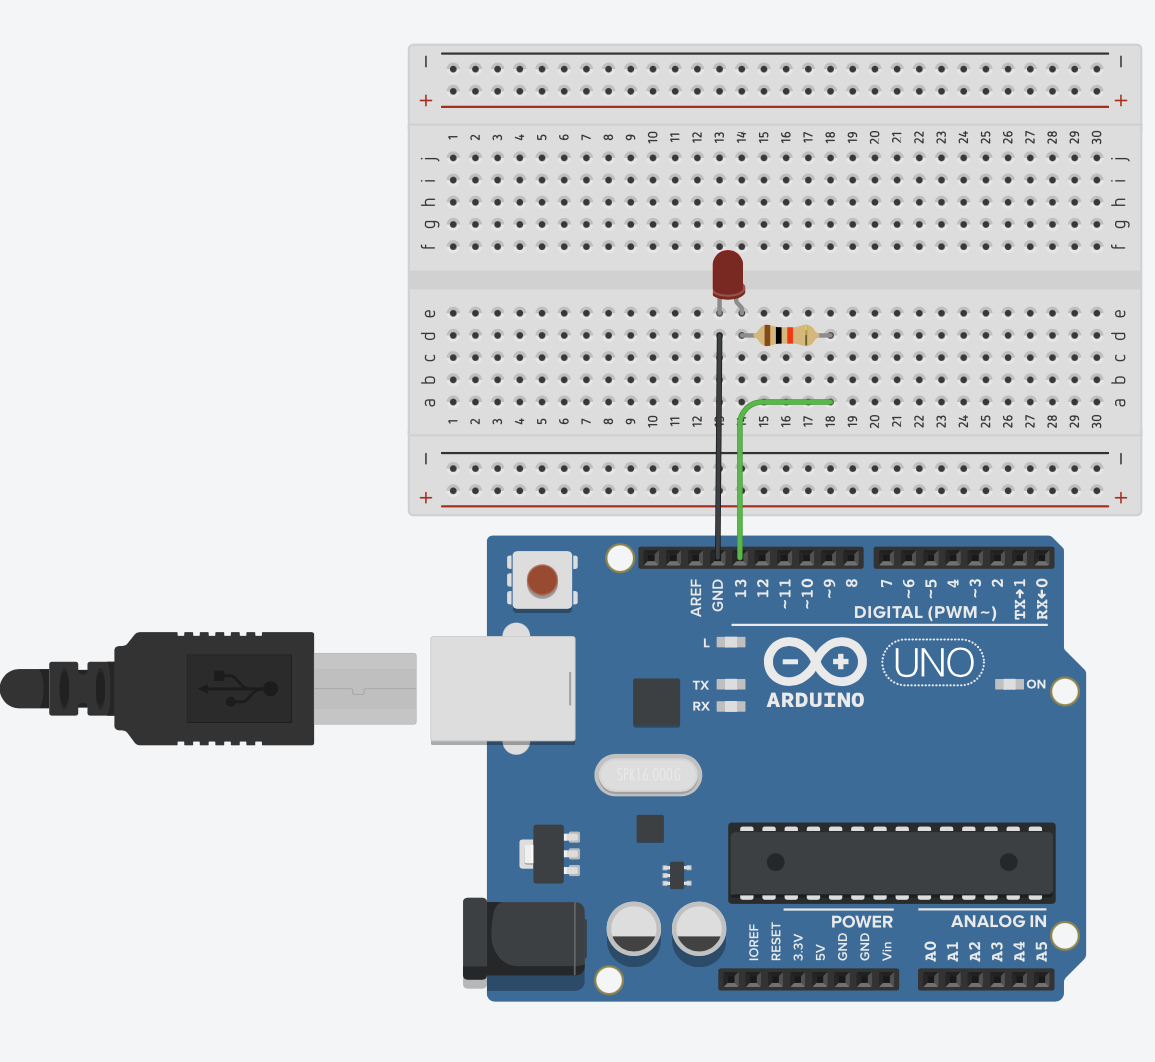 − −
+ +
1 2 3 4 5 6 7 8 9 10 11 12 13 14 15 16 17 18 19 20 21 22 23 24 25 26 27 28 29 30
j j
i i
h h
g g
f f
e e
d d
c c
b b
a a
1 2 3 4 5 6 7 8 9 10 11 12 13 14 15 16 17 18 19 20 21 22 23 24 25 26 27 28 29 30
− −
+ +
AREF GND 13 12 ~11 ~10 ~9 8 7 ~6 ~5 4 ~3 2 TX→1 RX←0
DIGITAL (PWM~)
L
UNO
TX
RX
ON
ARDUINO
SPK16.000G
POWER ANALOG IN
IOREF RESET 3.3V 5V GND GND Vin A0 A1 A2 A3 A4 A5